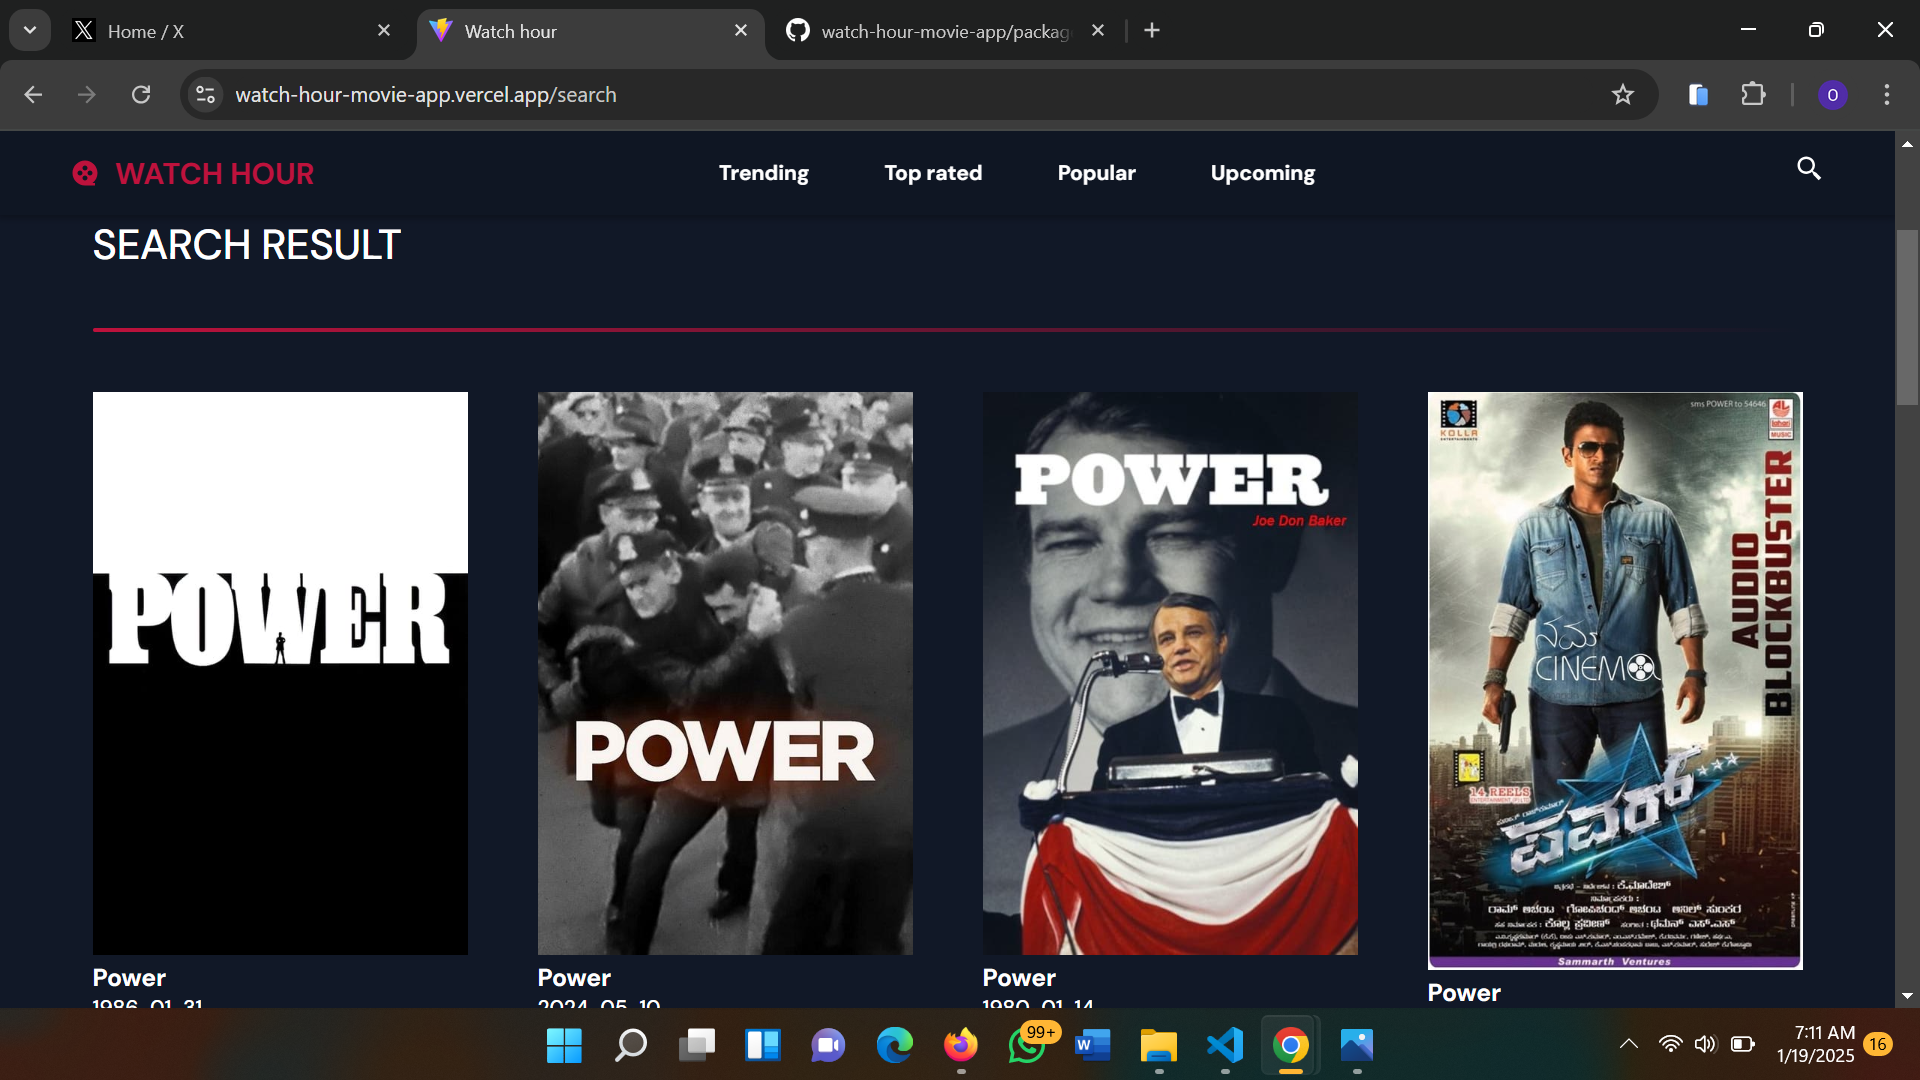 Home / X
Watch hour
watch-hour-movie-app/packag
watch-hour-movie-app.vercel.app/search
O
WATCH HOUR
Trending
Top rated
Popular
Upcoming
SEARCH RESULT
POWER
POWER
POWER
Joe Don Baker
sms POWER to 54646
KOLLA
MUSIC
AUDIO
BLOCKBUSTER
ನಮ್ಮ
CINEMA
14 REELS
ಪವರ್
Sammarth Ventures
Power
1986-01-31
Power
2024-05-10
Power
1980-01-14
Power
99+
7:11 AM
1/19/2025
16